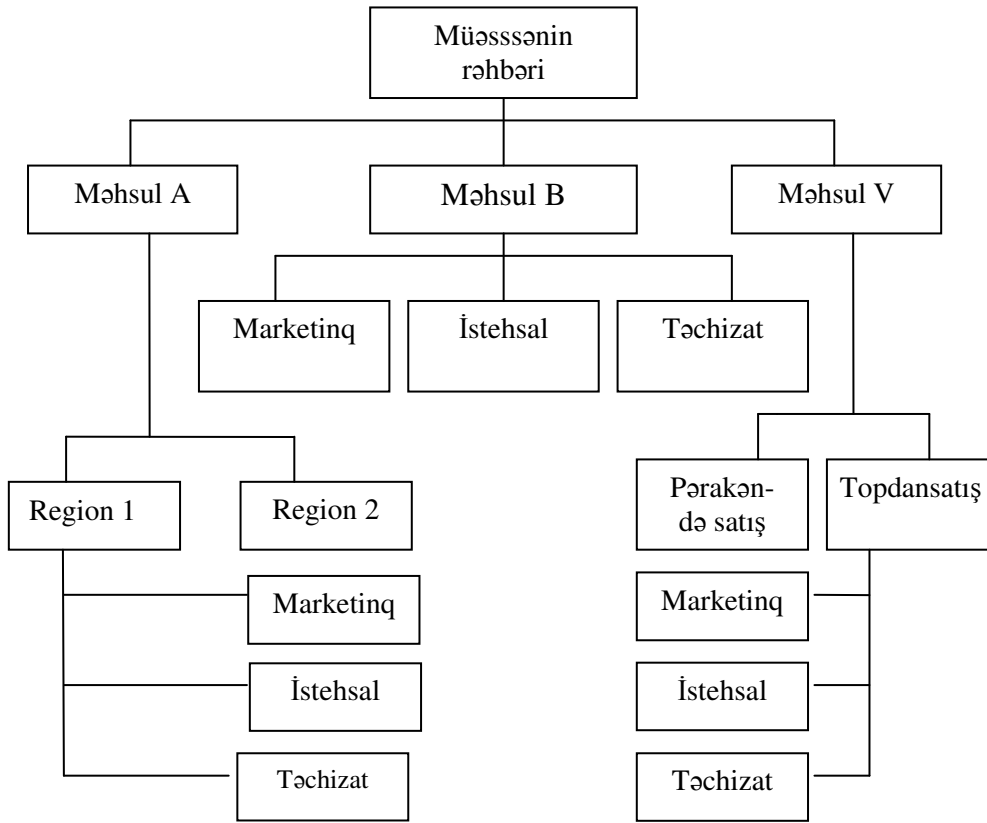 Müəsssənin
rəhbəri
Məhsul A
Məhsul B
Məhsul V
Marketinq
İstehsal
Təchizat
Region 1
Region 2
Pərakən-
də satış
Topdansatış
Marketinq
Marketinq
İstehsal
İstehsal
Təchizat
Təchizat